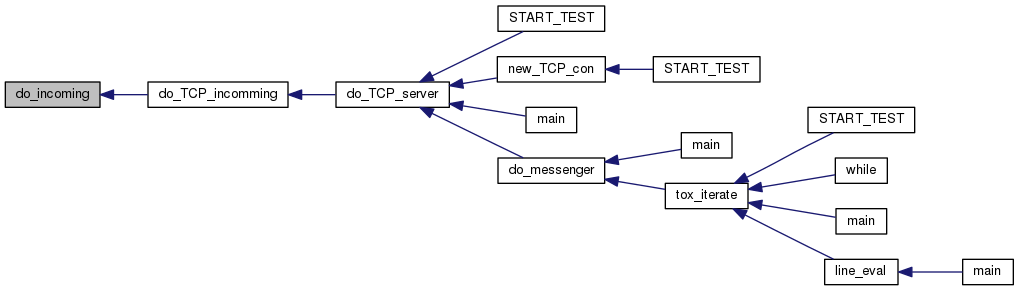 START_TEST
new_TCP_con
START_TEST
do_incoming
do_TCP_incomming
do_TCP_server
main
START_TEST
main
do_messenger
while
tox_iterate
main
line_eval
main